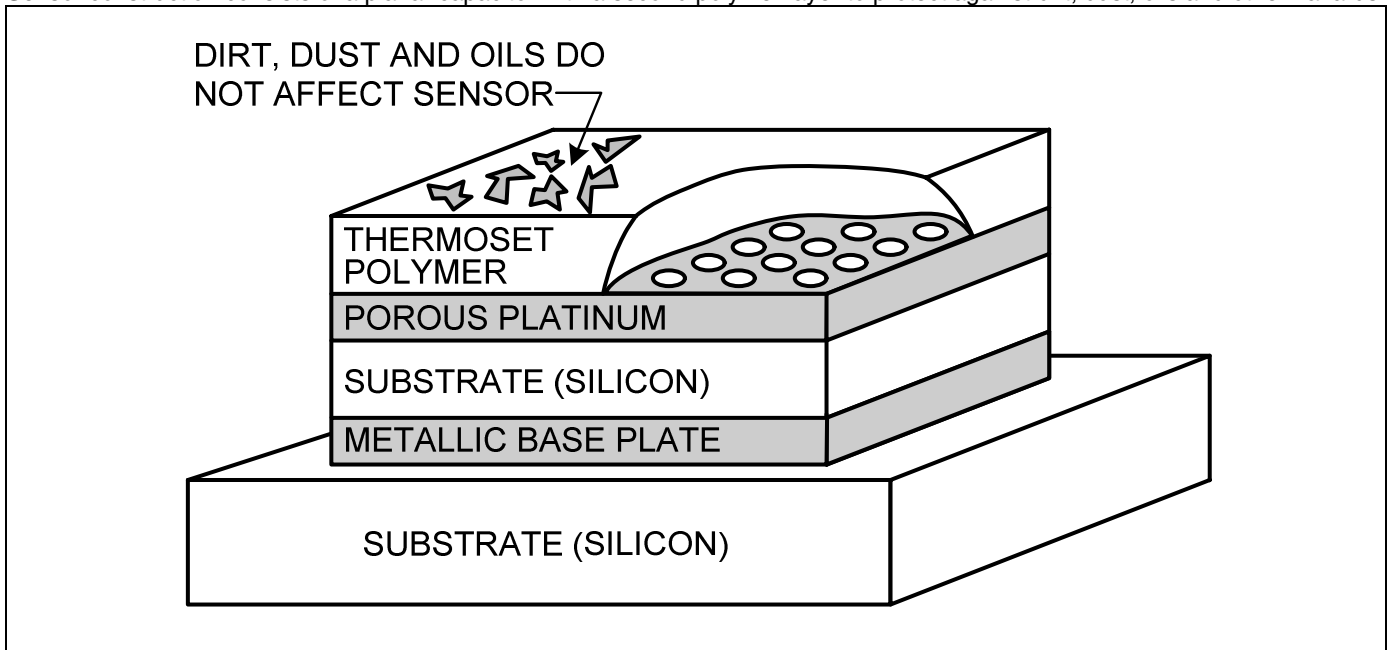 DIRT, DUST AND OILS DO
NOT AFFECT SENSOR
THERMOSET
POLYMER
POROUS PLATINUM
SUBSTRATE (SILICON)
METALLIC BASE PLATE
SUBSTRATE (SILICON)